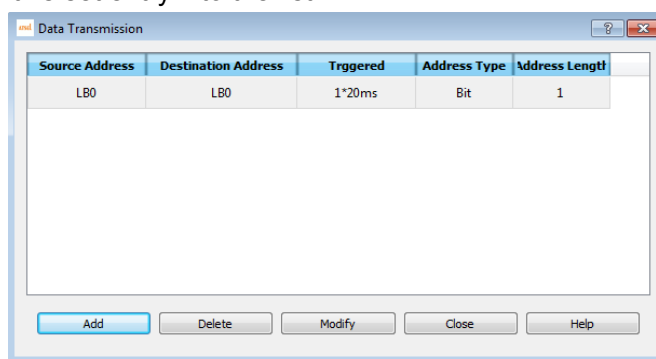 Data Transmission
Source Address Destination Address Trggered Address Type Address Length
LB0 LB0 1*20ms Bit 1
Add Delete Modify Close Help